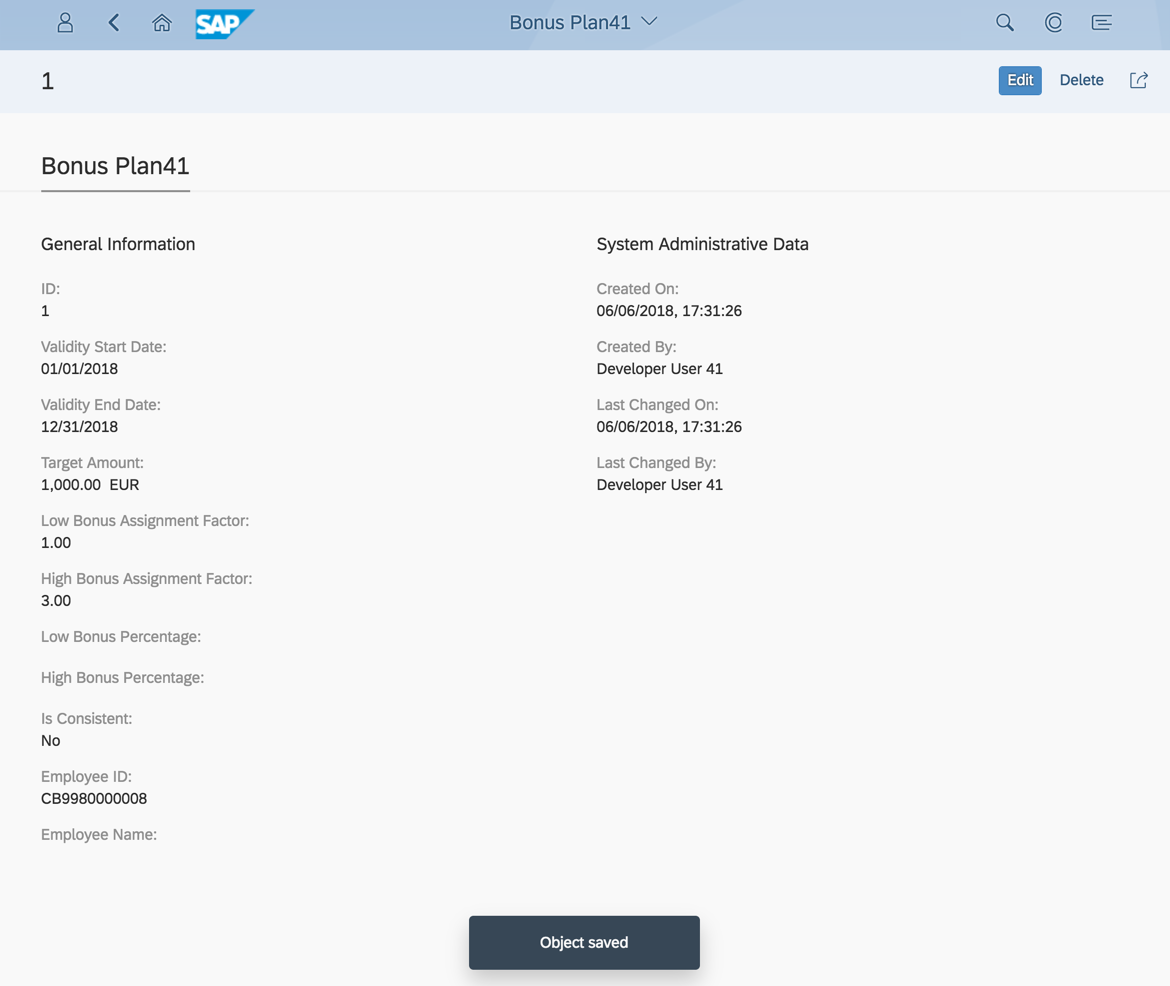 SAP
Bonus Plan41
1
Edit
Delete
Bonus Plan41
General Information
ID:
1
Validity Start Date:
01/01/2018
Validity End Date:
12/31/2018
Target Amount:
1,000.00 EUR
Low Bonus Assignment Factor:
1.00
High Bonus Assignment Factor:
3.00
Low Bonus Percentage:
High Bonus Percentage:
Is Consistent:
No
Employee ID:
CB9980000008
Employee Name:
System Administrative Data
Created On:
06/06/2018, 17:31:26
Created By:
Developer User 41
Last Changed On:
06/06/2018, 17:31:26
Last Changed By:
Developer User 41
Object saved